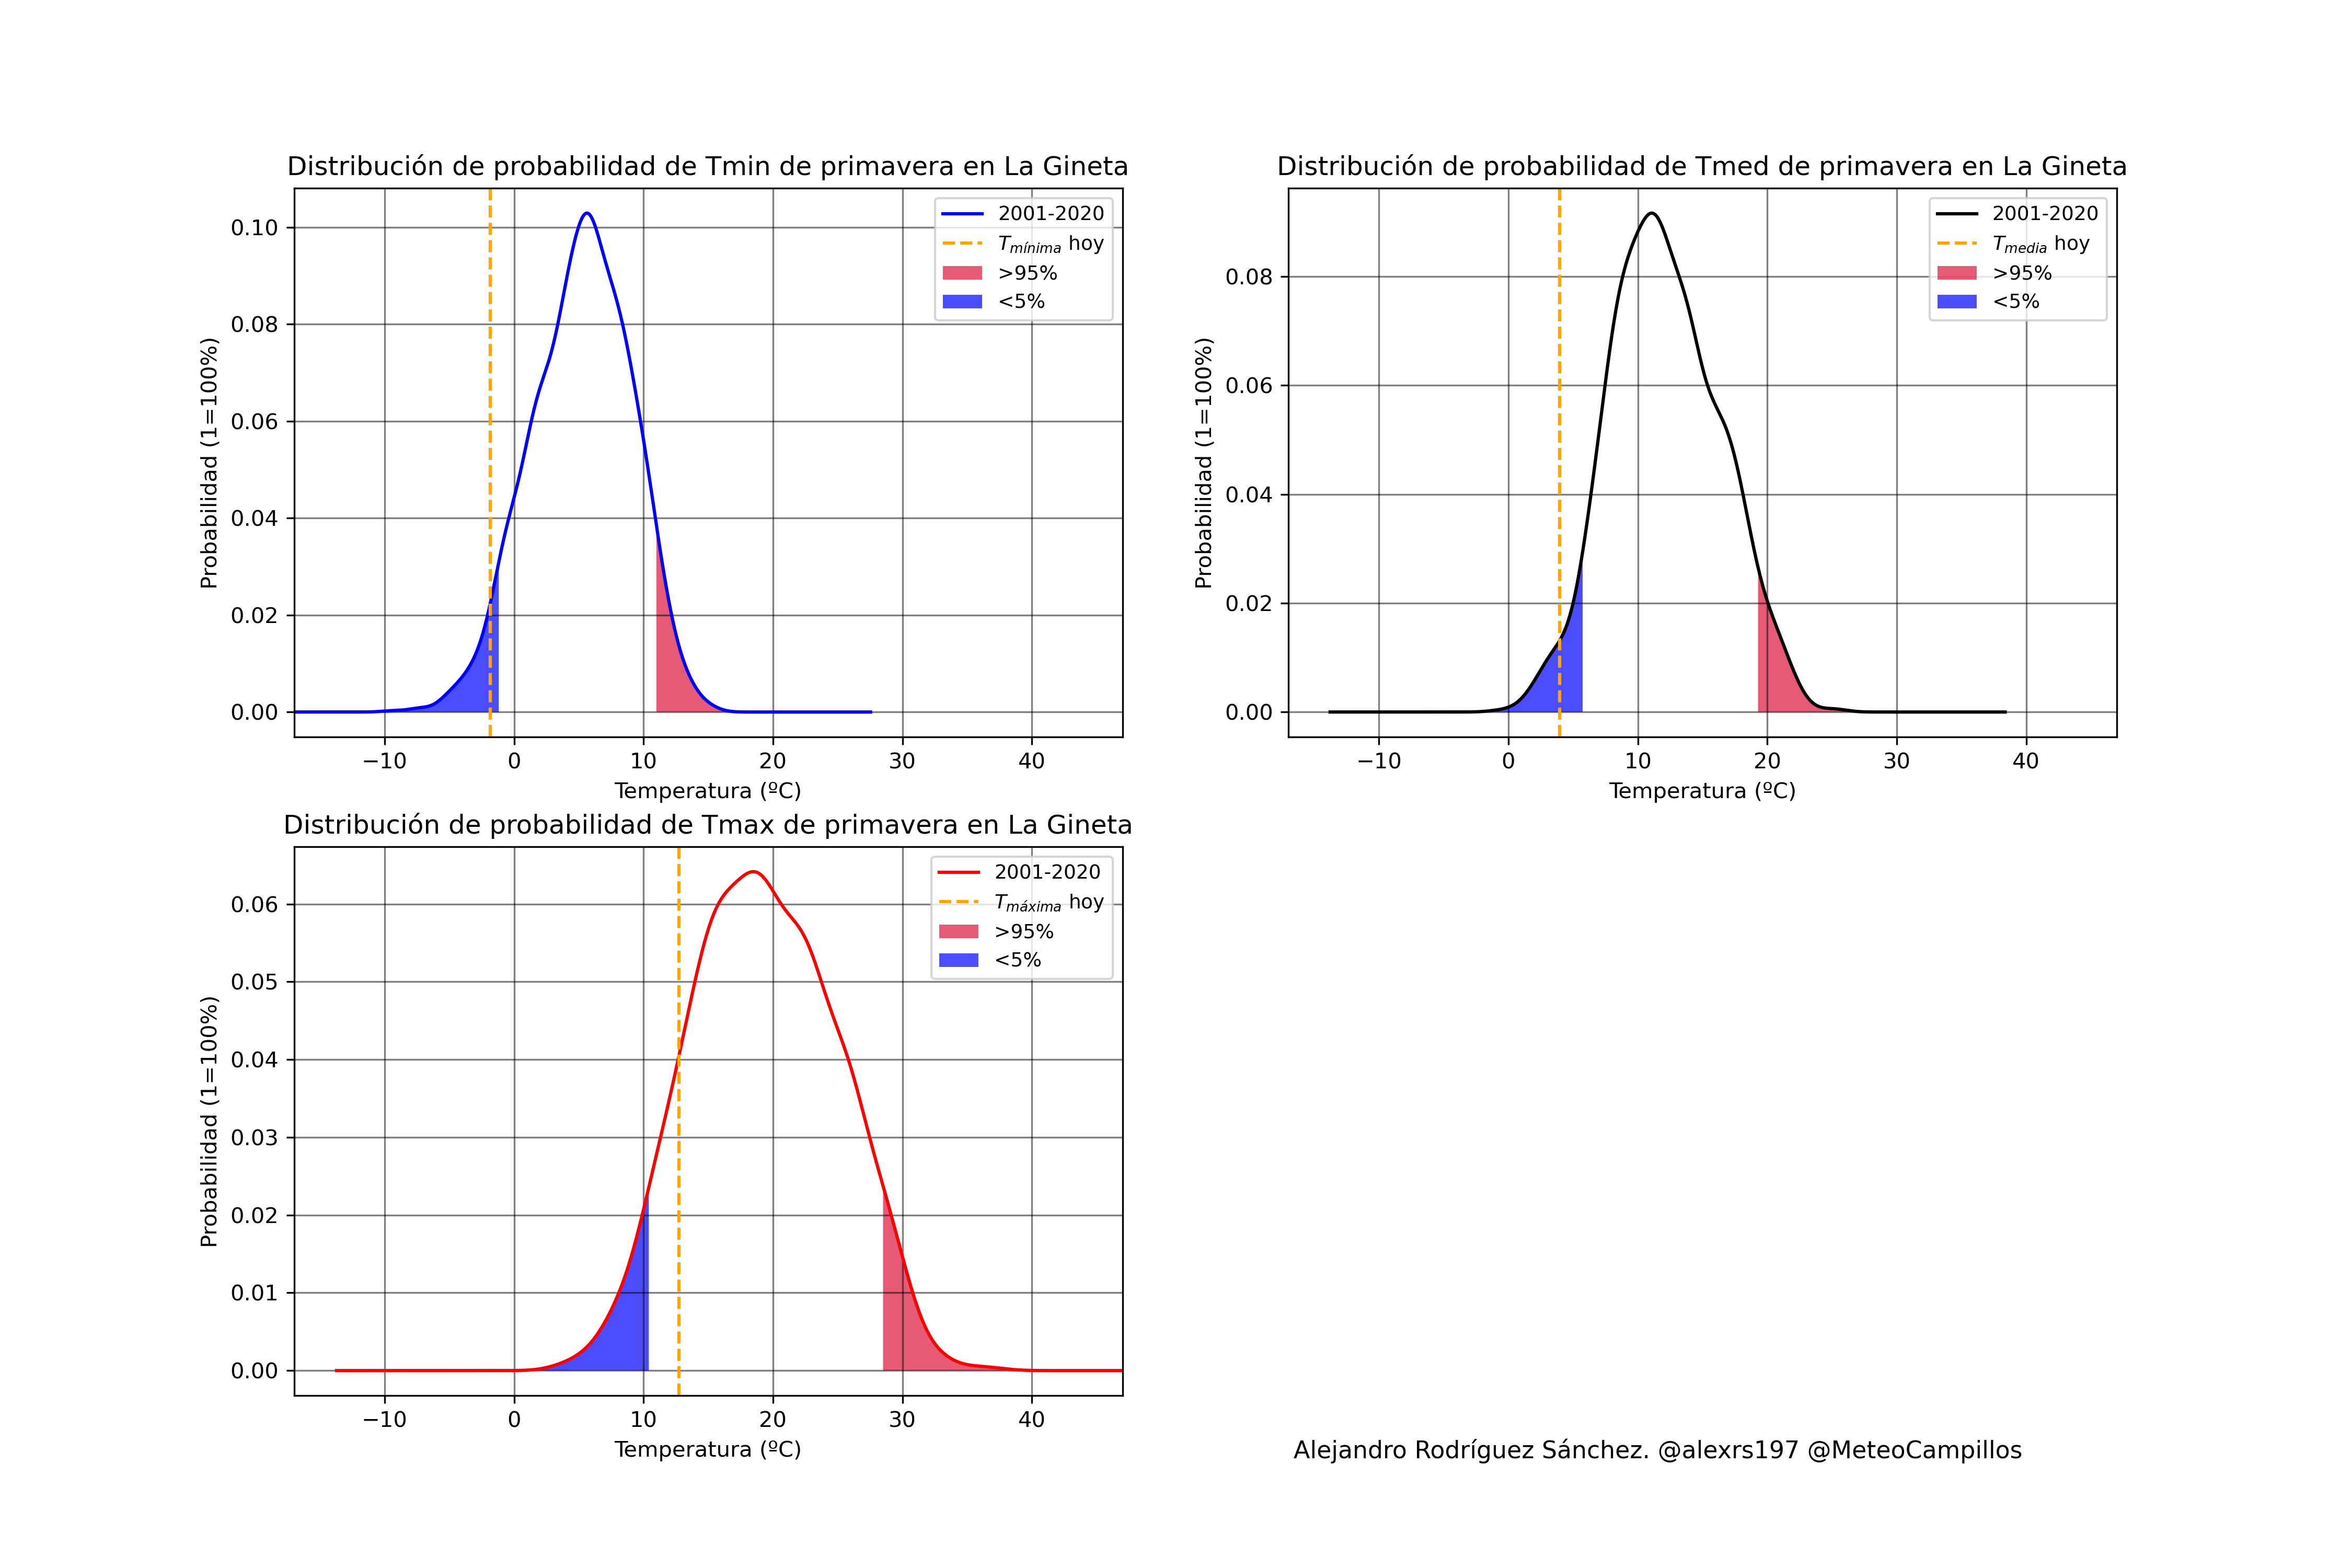 Distribución de probabilidad de Tmin de primavera en La Gineta
Probabilidad (1=100%)
0.10
0.08
0.06
0.04
0.02
0.00
2001-2020
Tmínima hoy
>95%
<5%
−10 0 10 20 30 40
Temperatura (ºC)
Distribución de probabilidad de Tmed de primavera en La Gineta
Probabilidad (1=100%)
0.08
0.06
0.04
0.02
0.00
2001-2020
Tmedia hoy
>95%
<5%
−10 0 10 20 30 40
Temperatura (ºC)
Distribución de probabilidad de Tmax de primavera en La Gineta
Probabilidad (1=100%)
0.06
0.05
0.04
0.03
0.02
0.01
0.00
2001-2020
Tmáxima hoy
>95%
<5%
−10 0 10 20 30 40
Temperatura (ºC)
Alejandro Rodríguez Sánchez. @alexrs197 @MeteoCampillos